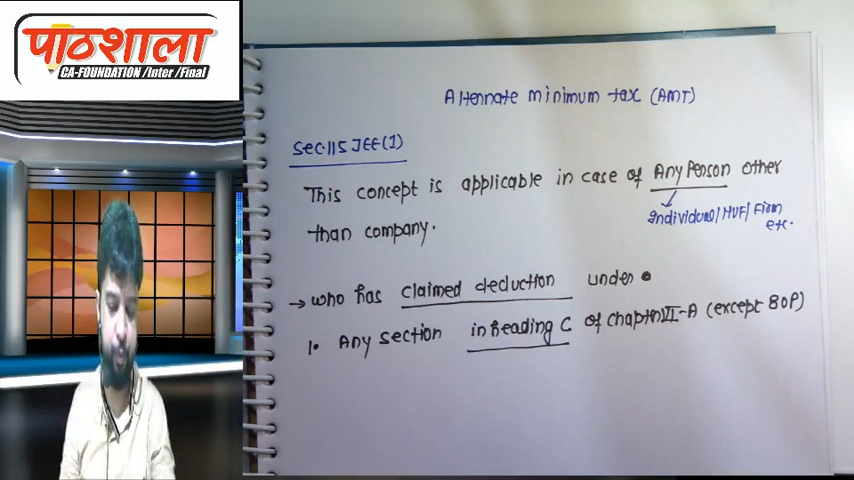 पाठशाला
CA-FOUNDATION /Inter /Final
Alternate minimum tax (AMT)
Sec.115JEE(1)
This concept is applicable in case of Any Person other
Individual/HUF/Firm
etc.
than company.
→ who has claimed deduction under
1. Any section in heading C of chapter VI-A (except 80P)